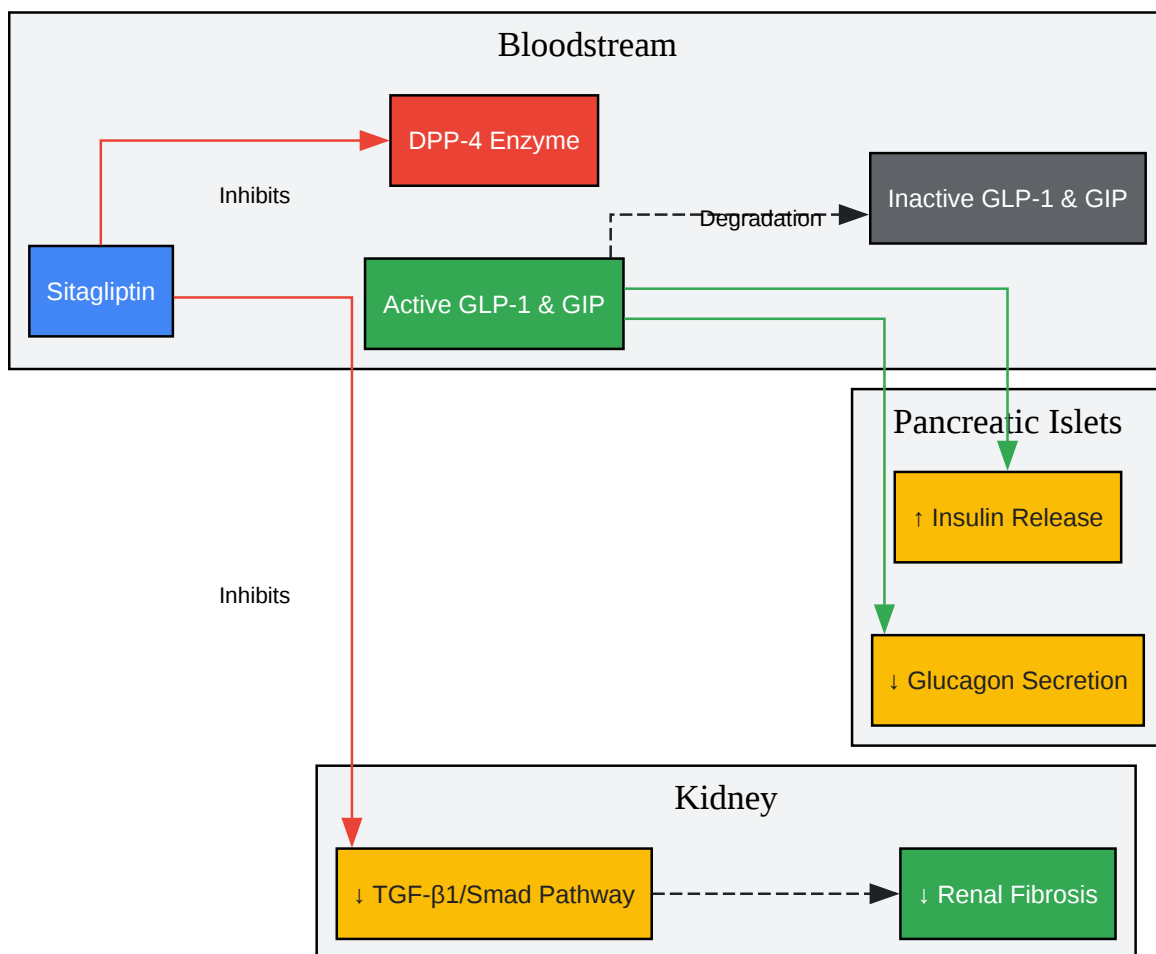 Bloodstream
DPP-4 Enzyme
Inhibits
Inactive GLP-1 & GIP
Degradation
Sitagliptin
Active GLP-1 & GIP
Pancreatic Islets
↑ Insulin Release
Inhibits
↓ Glucagon Secretion
Kidney
↓ TGF-β1/Smad Pathway
↓ Renal Fibrosis